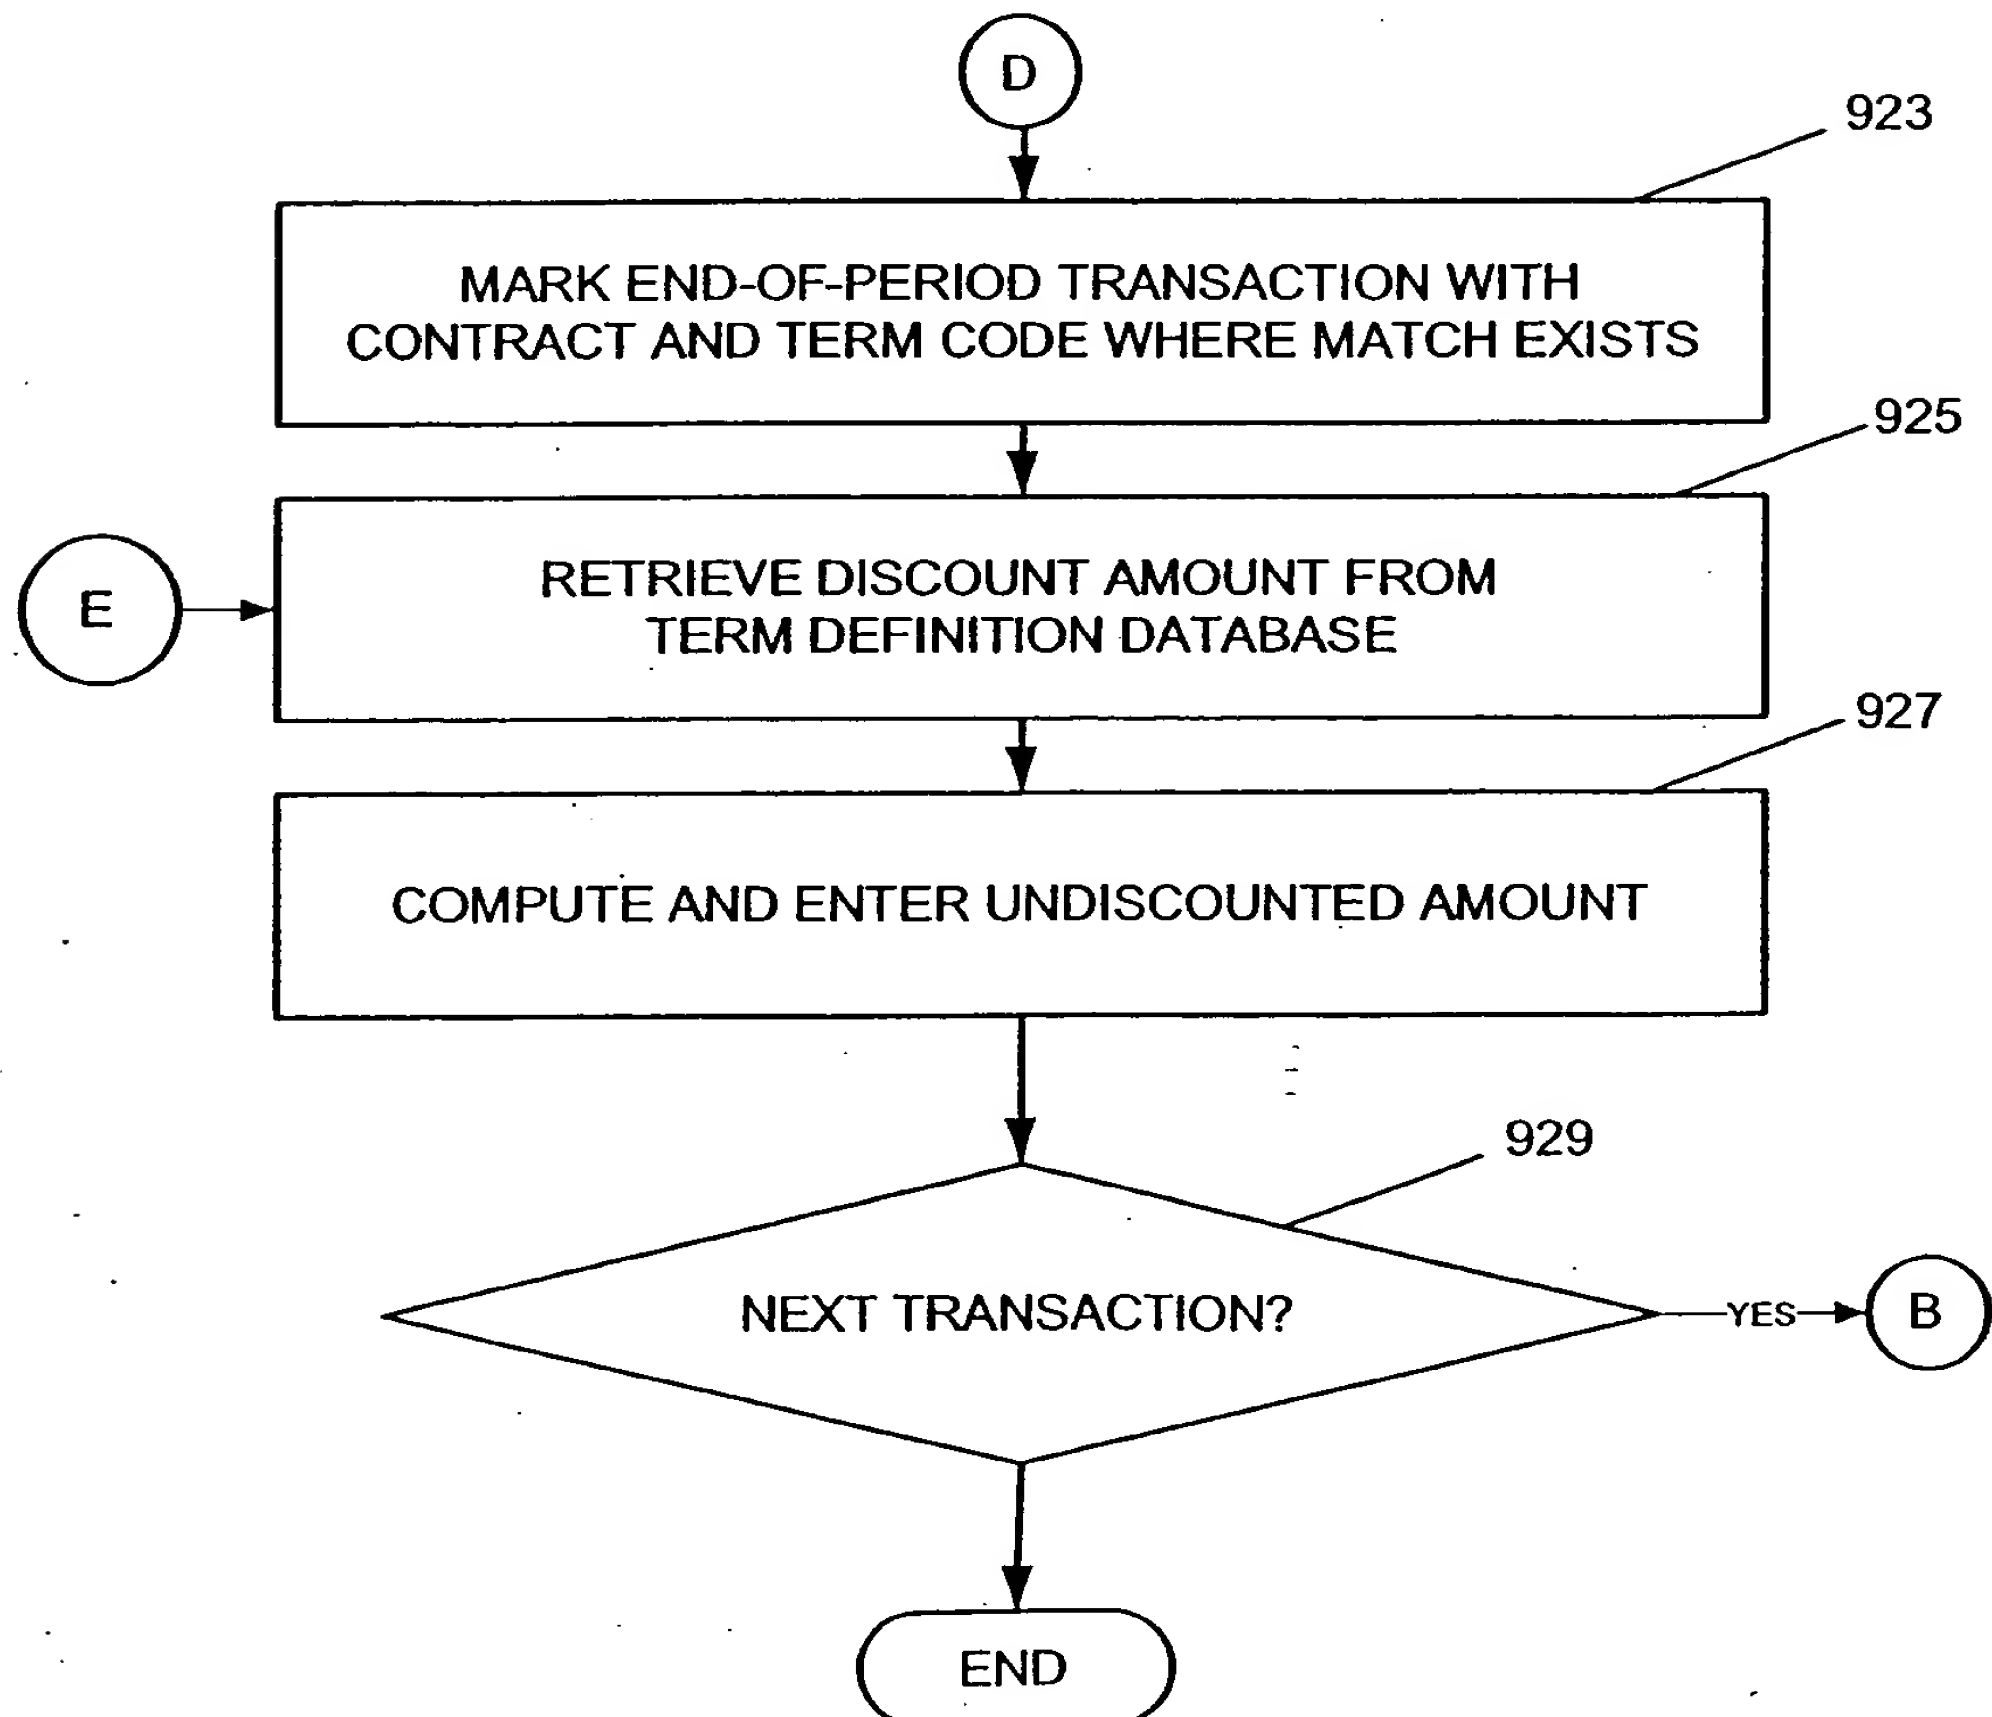 D
923
MARK END-OF-PERIOD TRANSACTION WITH
CONTRACT AND TERM CODE WHERE MATCH EXISTS
925
E
RETRIEVE DISCOUNT AMOUNT FROM
TERM DEFINITION DATABASE
927
COMPUTE AND ENTER UNDISCOUNTED AMOUNT
929
NEXT TRANSACTION?
YES
B
END